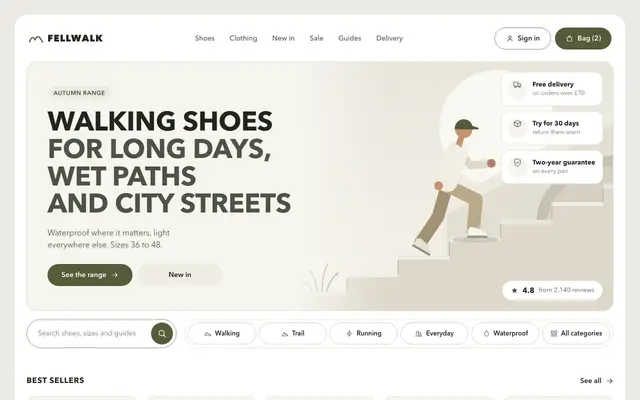 FELLWALK
Shoes
Clothing
New in
Sale
Guides
Delivery
Sign in
Bag (2)
AUTUMN RANGE
WALKING SHOES
FOR LONG DAYS,
WET PATHS
AND CITY STREETS
Waterproof where it matters, light
everywhere else. Sizes 36 to 48.
See the range
New in
Free delivery
on orders over £70
Try for 30 days
return them worn
Two-year guarantee
on every pair
4.8 from 2,140 reviews
Search shoes, sizes and guides
Walking
Trail
Running
Everyday
Waterproof
All categories
BEST SELLERS
See all